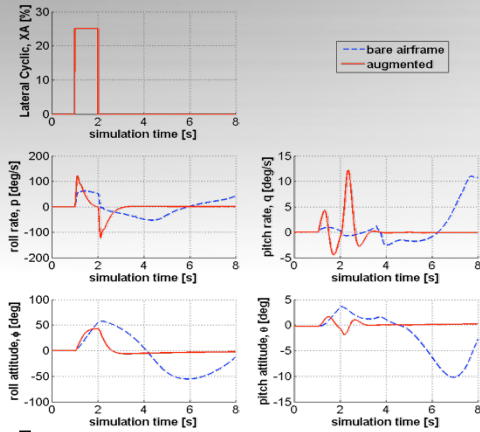 Lateral Cyclic, XA [%]
30
20
10
0
0 2 4 6 8
simulation time [s]
bare airframe
augmented
roll rate, p [deg/s]
200
100
0
-100
-200
0 2 4 6 8
simulation time [s]
pitch rate, q [deg/s]
15
10
5
0
-5
0 2 4 6 8
simulation time [s]
roll attitude, ϕ [deg]
100
50
0
-50
-100
0 2 4 6 8
simulation time [s]
pitch attitude, θ [deg]
5
0
-5
-10
-15
0 2 4 6 8
simulation time [s]